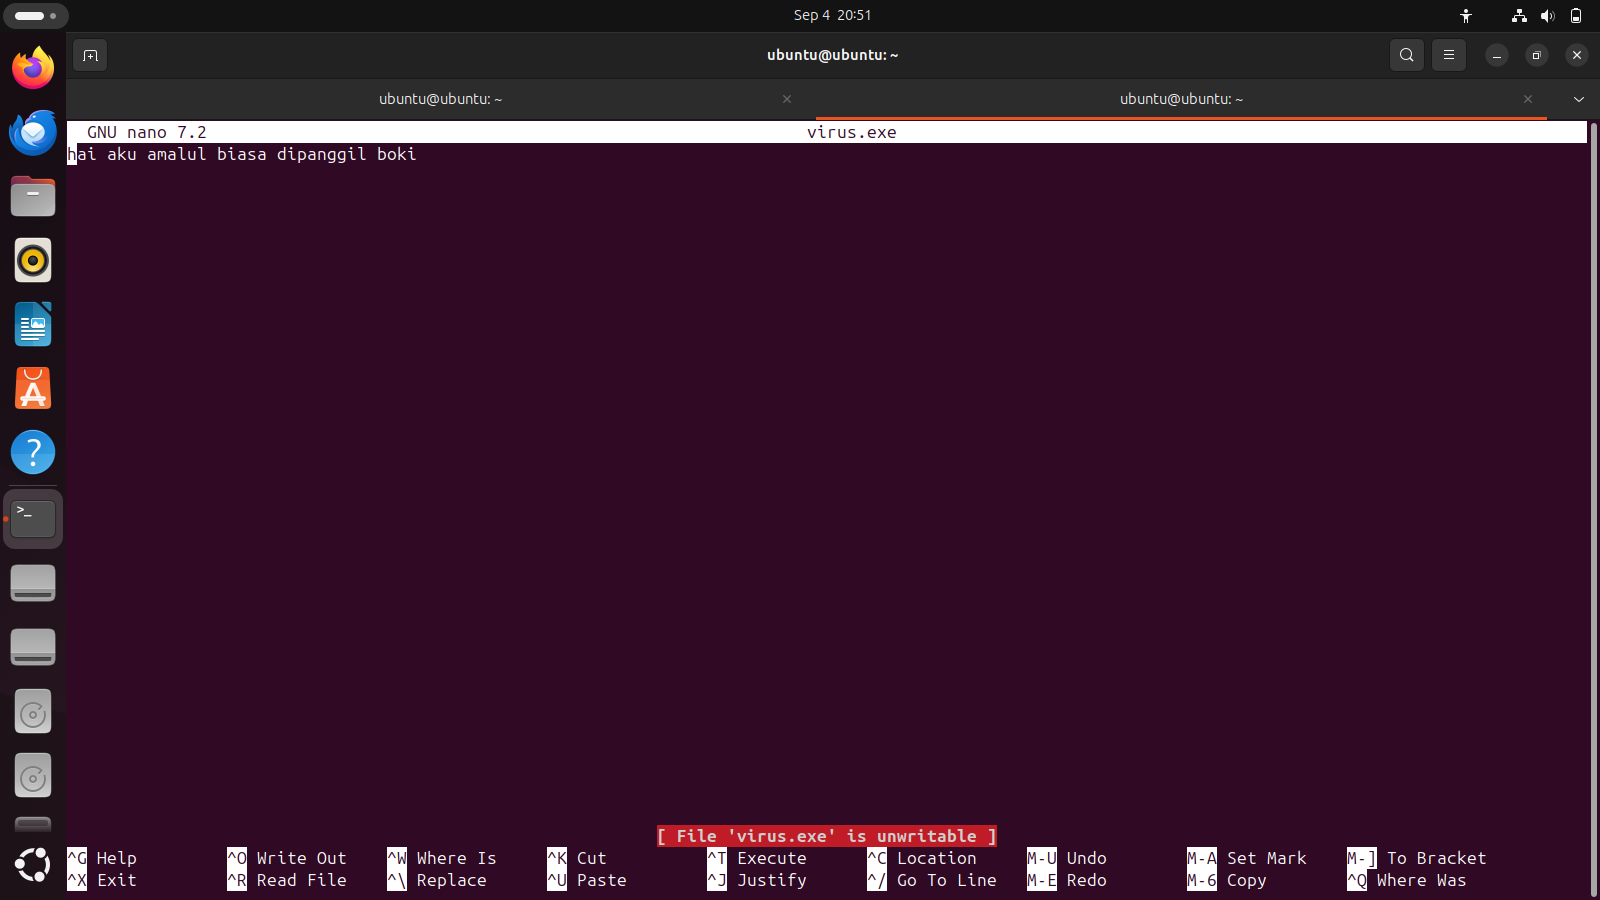 Sep 4 20:51
ubuntu@ubuntu: ~
ubuntu@ubuntu: ~
ubuntu@ubuntu: ~
GNU nano 7.2 virus.exe
hai aku amalul biasa dipanggil boki
[ File 'virus.exe' is unwritable ]
^G Help ^O Write Out ^W Where Is ^K Cut ^T Execute ^C Location M-U Undo M-A Set Mark M-] To Bracket
^X Exit ^R Read File ^\ Replace ^U Paste ^J Justify ^/ Go To Line M-E Redo M-6 Copy ^Q Where Was